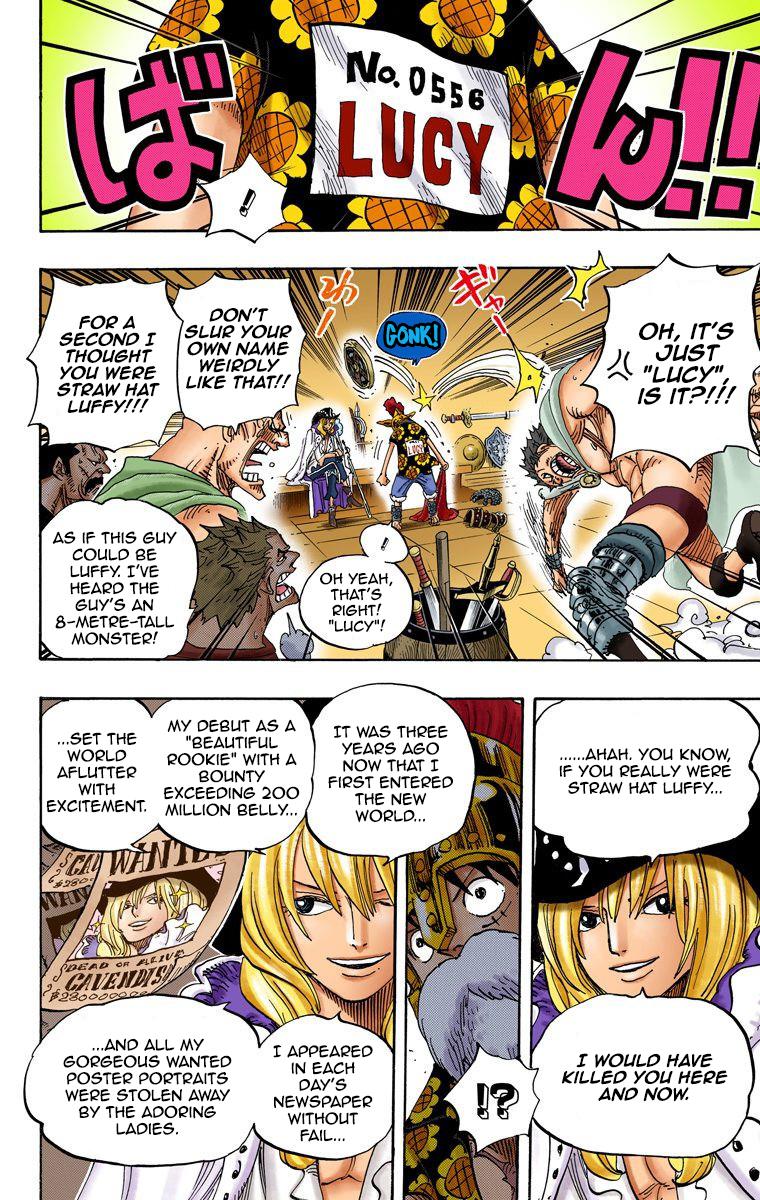 No. 0556
LUCY
ばん!!
!
OH, IT'S
JUST
"LUCY",
IS IT?!!!
ギャー
GONK!
わー
LUCY
DON'T
SLUR YOUR
OWN NAME
WEIRDLY
LIKE THAT!!
FOR A
SECOND I
THOUGHT
YOU WERE
STRAW HAT
LUFFY!!!
!
OH YEAH,
THAT'S
RIGHT!
"LUCY"!
AS IF THIS GUY
COULD BE
LUFFY. I'VE
HEARD THE
GUY'S AN
8-METRE-TALL
MONSTER!
......AHAH. YOU KNOW,
IF YOU REALLY WERE
STRAW HAT LUFFY...
I WOULD HAVE
KILLED YOU HERE
AND NOW.
!?
IT WAS THREE
YEARS AGO
NOW THAT I
FIRST ENTERED
THE NEW
WORLD...
MY DEBUT AS A
"BEAUTIFUL
ROOKIE" WITH A
BOUNTY
EXCEEDING 200
MILLION BELLY...
...SET THE
WORLD
AFLUTTER
WITH
EXCITEMENT.
WANTE
DEAD OR ALIVE
CAVENDISH
I APPEARED
IN EACH
DAY'S
NEWSPAPER
WITHOUT
FAIL...
...AND ALL MY
GORGEOUS WANTED
POSTER PORTRAITS
WERE STOLEN AWAY
BY THE ADORING
LADIES.